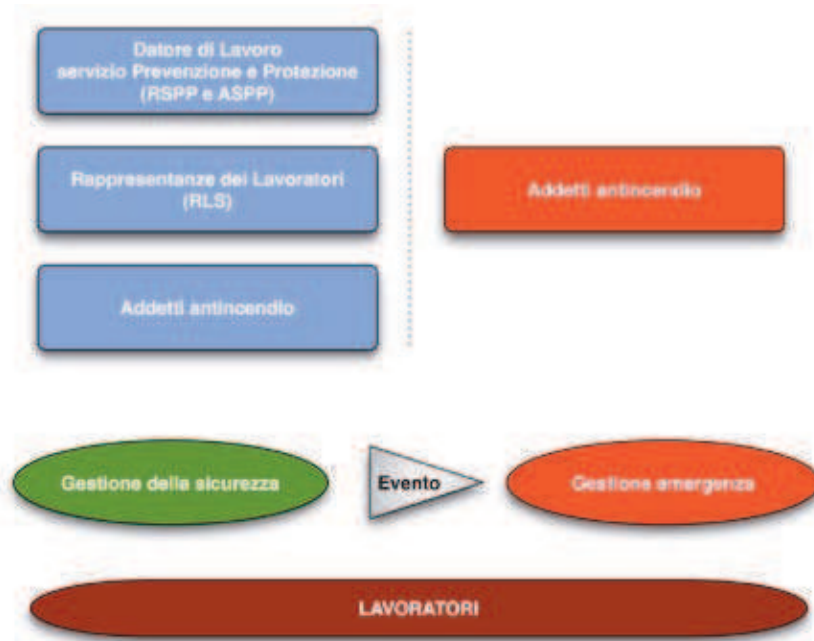 Datore di Lavoro
servizio Prevenzione e Protezione
(RSPP e ASPP)
Rappresentanze dei Lavoratori
(RLS)
Addetti antincendio
Addetti antincendio
Gestione della sicurezza
Evento
Gestione emergenza
LAVORATORI